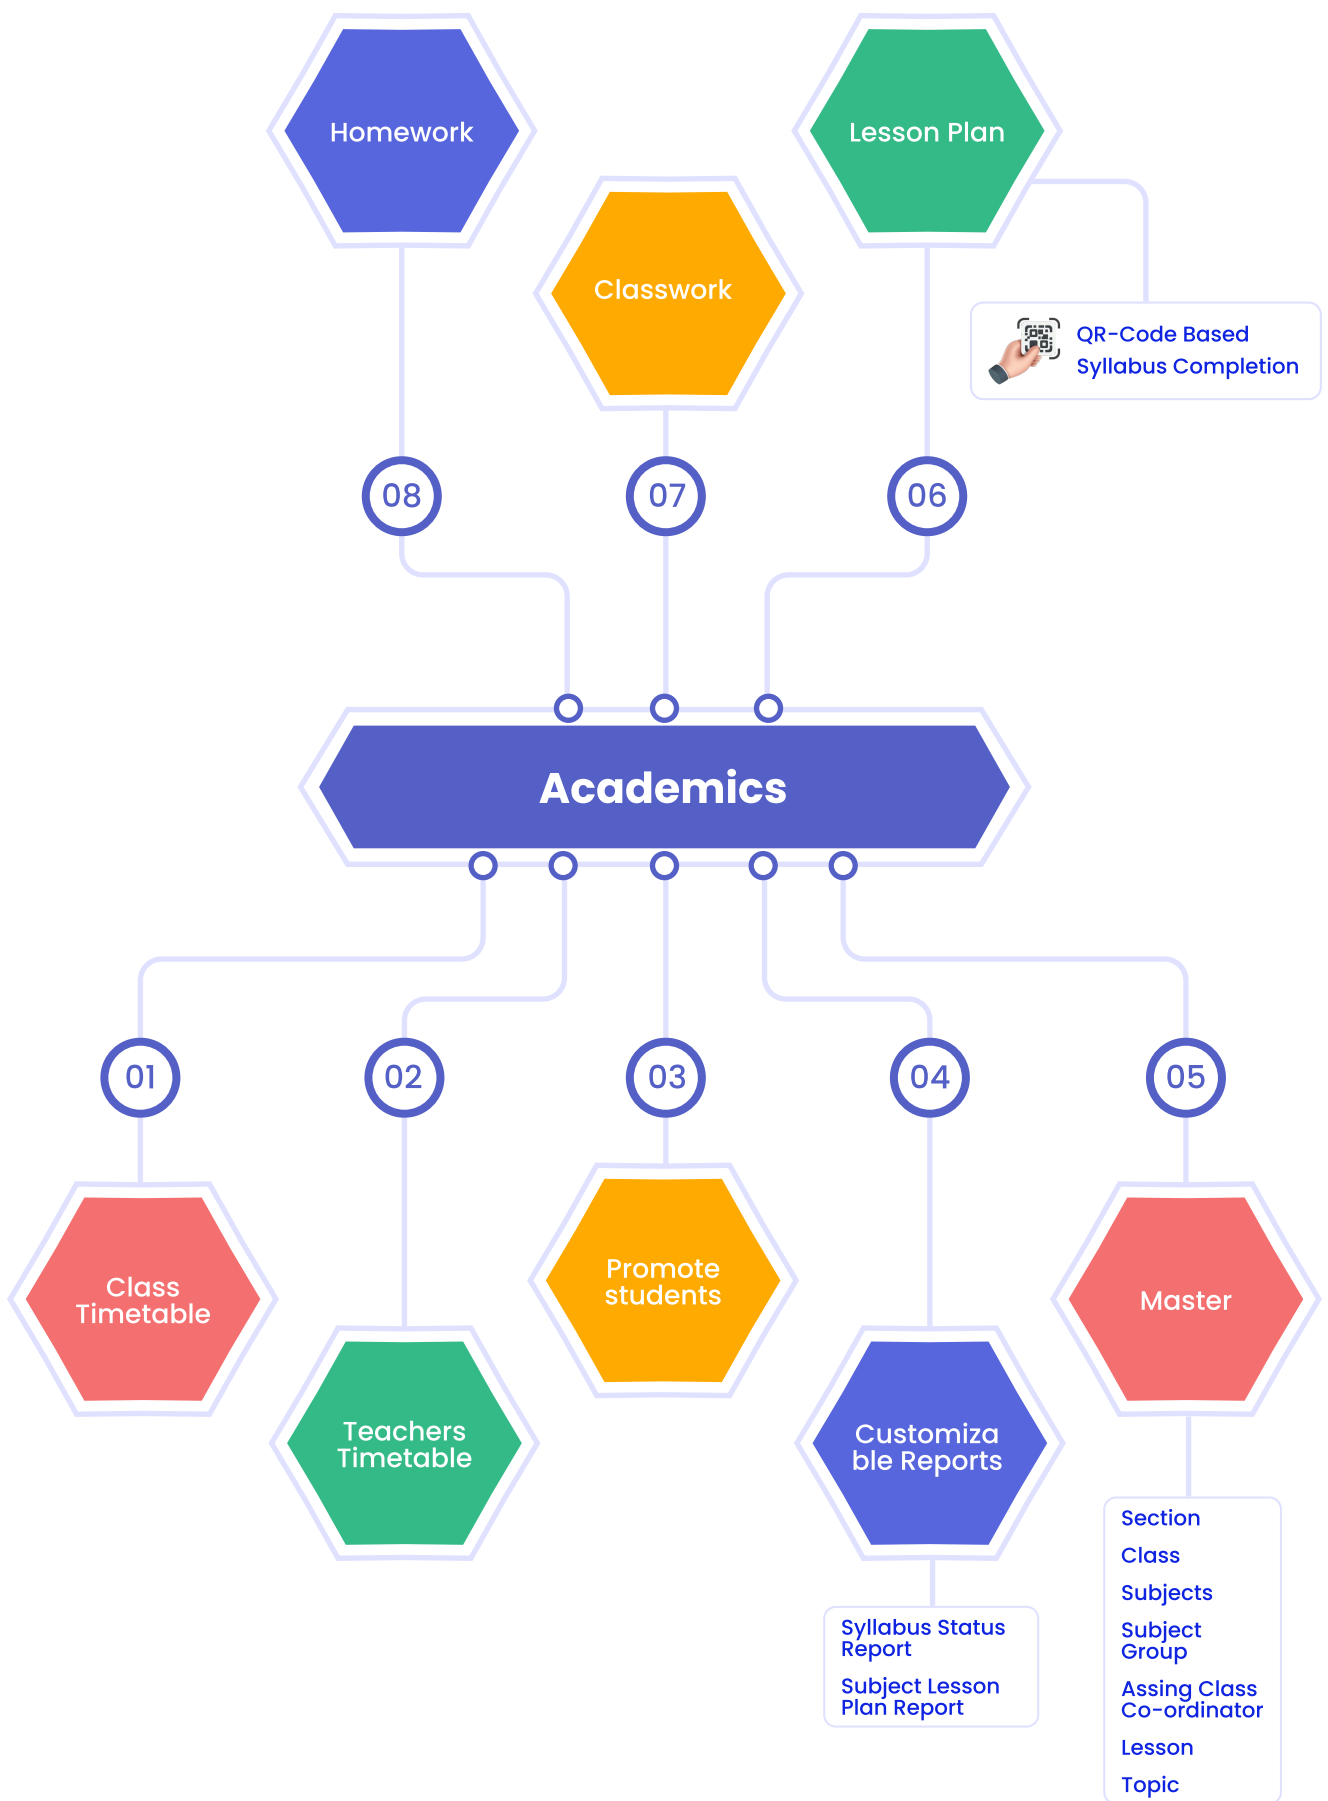 Homework
Lesson Plan
Classwork
QR-Code Based
Syllabus Completion
08
07
06
Academics
01
02
03
04
05
Class
Timetable
Teachers
Timetable
Promote
students
Customiza
ble Reports
Master
Syllabus Status
Report
Subject Lesson
Plan Report
Section
Class
Subjects
Subject
Group
Assing Class
Co-ordinator
Lesson
Topic